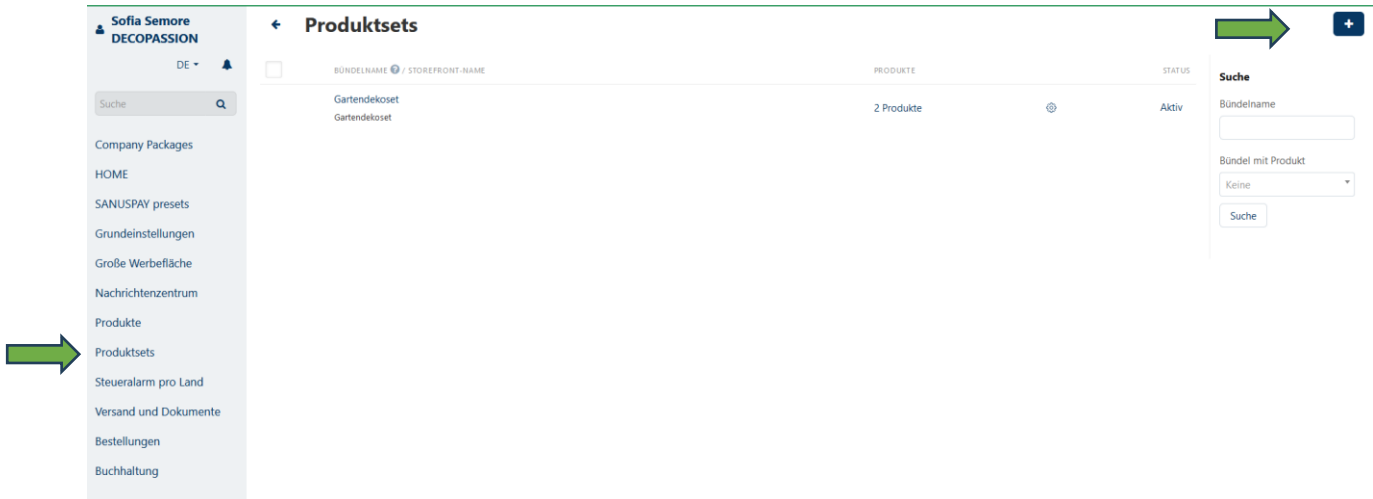 Sofia Semore
DECOPASSION
DE
Suche
Company Packages
HOME
SANUSPAY presets
Grundeinstellungen
Große Werbefläche
Nachrichtenzentrum
Produkte
Produktsets
Steueralarm pro Land
Versand und Dokumente
Bestellungen
Buchhaltung
Produktsets
BÜNDELNAME ? / STOREFRONT-NAME PRODUKTE STATUS
Gartendekoset 2 Produkte Aktiv
Gartendekoset
+
Suche
Bündelname
Bündel mit Produkt
Keine
Suche